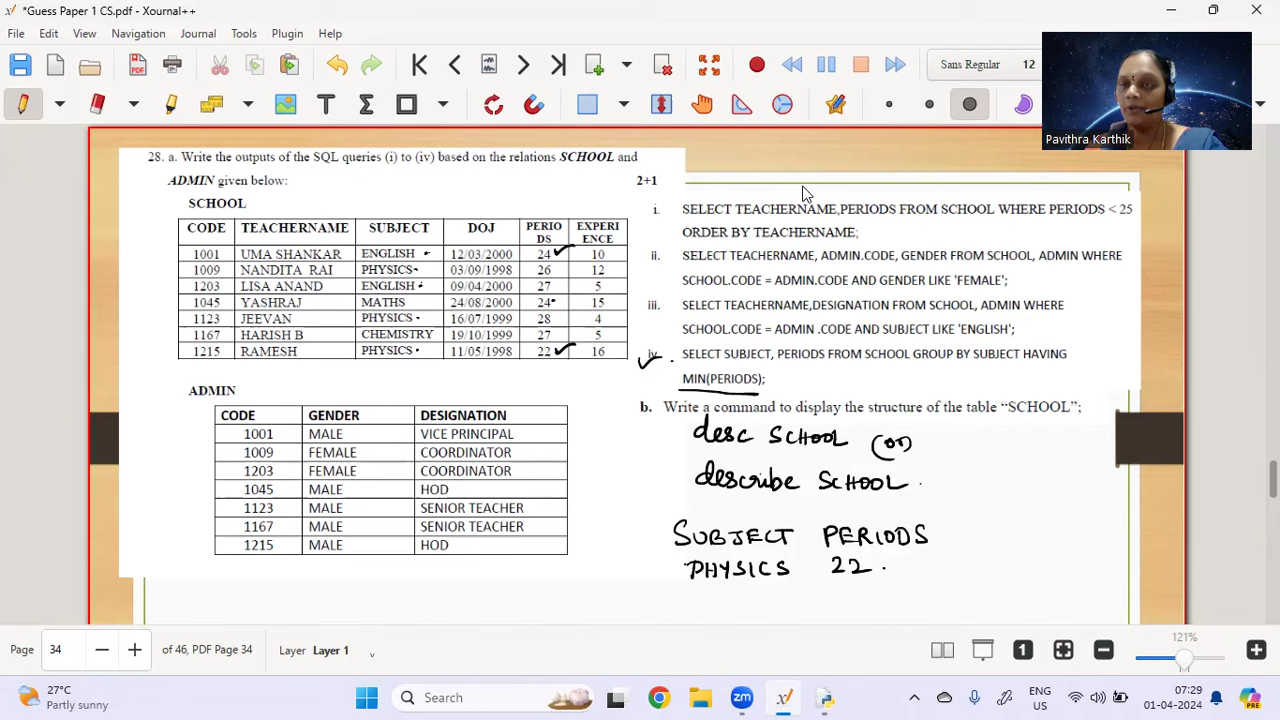 *Guess Paper 1 CS.pdf - Xournal++
File Edit View Navigation Journal Tools Plugin Help
Sans Regular 12
Pavithra Karthik
28. a. Write the outputs of the SQL queries (i) to (iv) based on the relations SCHOOL and
ADMIN given below: 2+1
SCHOOL
CODE TEACHERNAME SUBJECT DOJ PERIO DS EXPERI ENCE
1001 UMA SHANKAR ENGLISH 12/03/2000 24 10
1009 NANDITA RAI PHYSICS 03/09/1998 26 12
1203 LISA ANAND ENGLISH 09/04/2000 27 5
1045 YASHRAJ MATHS 24/08/2000 24 15
1123 JEEVAN PHYSICS 16/07/1999 28 4
1167 HARISH B CHEMISTRY 19/10/1999 27 5
1215 RAMESH PHYSICS 11/05/1998 22 16
ADMIN
CODE GENDER DESIGNATION
1001 MALE VICE PRINCIPAL
1009 FEMALE COORDINATOR
1203 FEMALE COORDINATOR
1045 MALE HOD
1123 MALE SENIOR TEACHER
1167 MALE SENIOR TEACHER
1215 MALE HOD
i. SELECT TEACHERNAME,PERIODS FROM SCHOOL WHERE PERIODS < 25
ORDER BY TEACHERNAME;
ii. SELECT TEACHERNAME, ADMIN.CODE, GENDER FROM SCHOOL, ADMIN WHERE
SCHOOL.CODE = ADMIN.CODE AND GENDER LIKE 'FEMALE';
iii. SELECT TEACHERNAME,DESIGNATION FROM SCHOOL, ADMIN WHERE
SCHOOL.CODE = ADMIN .CODE AND SUBJECT LIKE 'ENGLISH';
iv. SELECT SUBJECT, PERIODS FROM SCHOOL GROUP BY SUBJECT HAVING
MIN(PERIODS);
b. Write a command to display the structure of the table “SCHOOL”;
desc SCHOOL (or)
describe SCHOOL.
SUBJECT PERIODS
PHYSICS 22.
Page 34 of 46, PDF Page 34 Layer Layer 1 121%
27°C
Partly sunny
Search
ENG
IN
07:29
01-04-2024